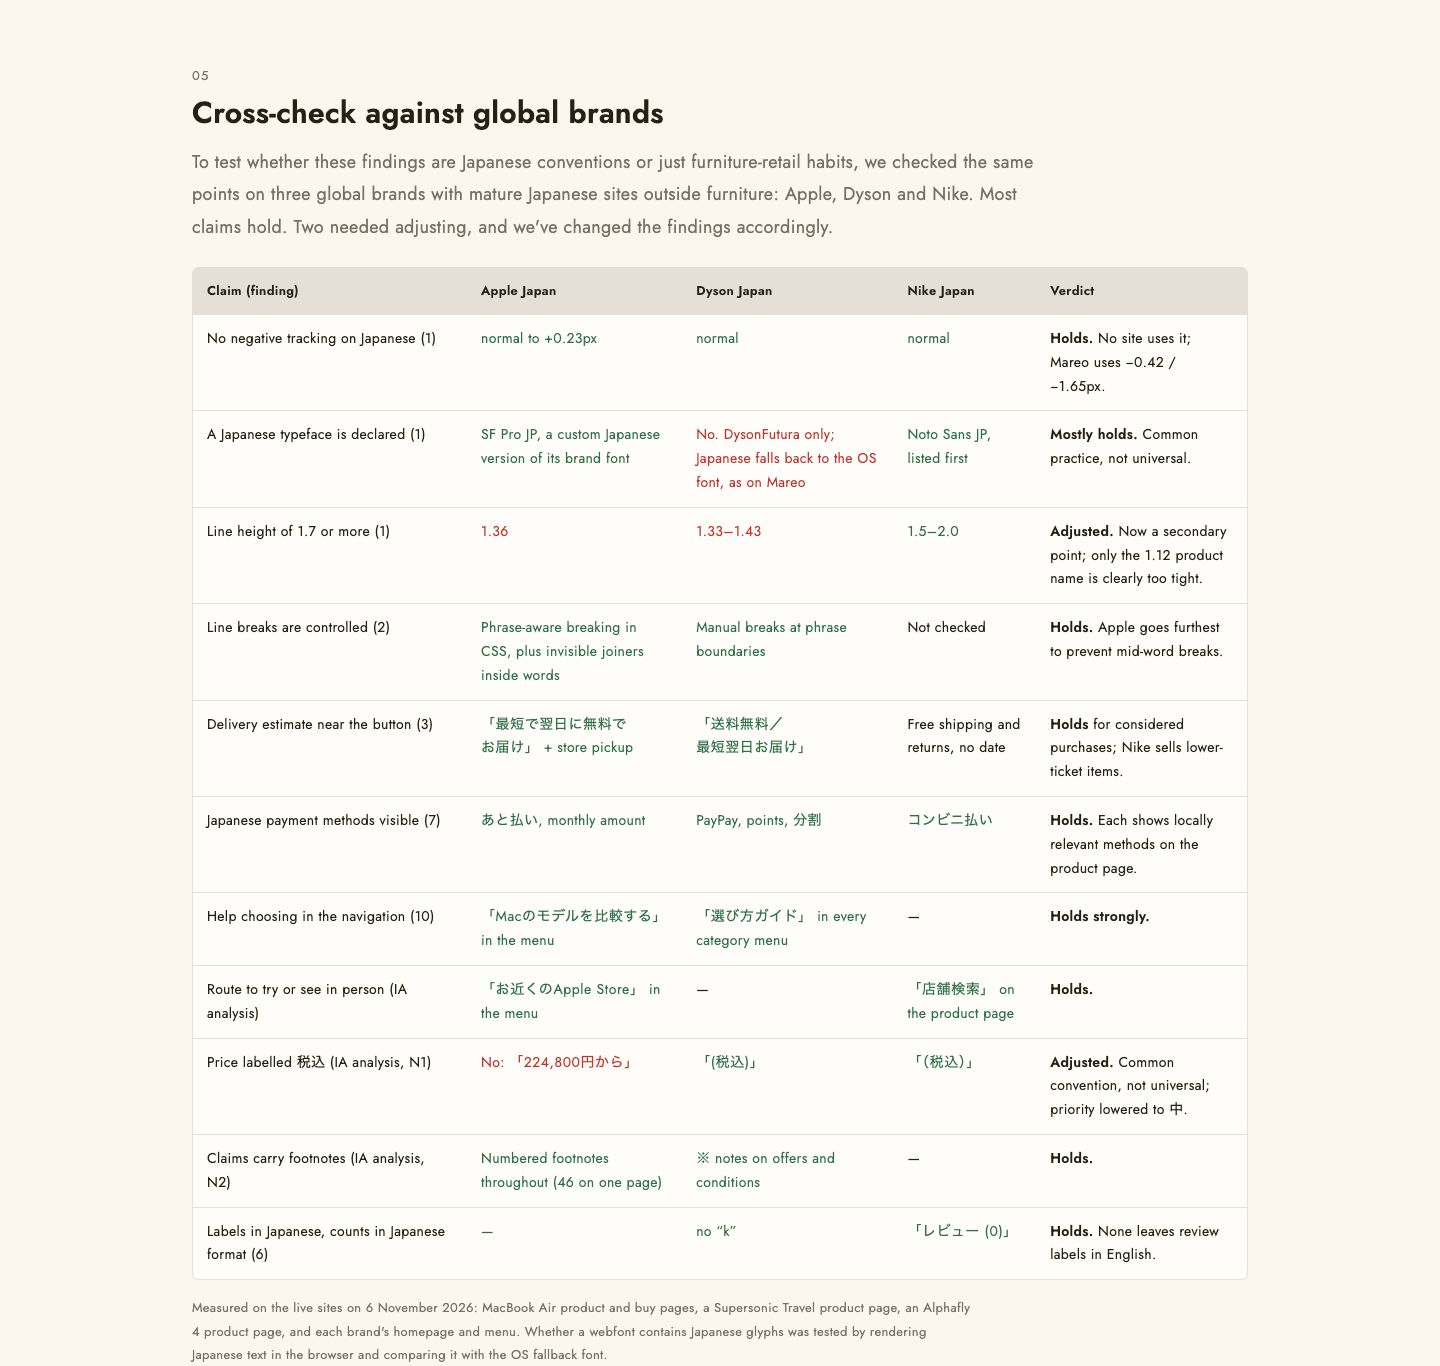 05
Cross-check against global brands
To test whether these findings are Japanese conventions or just furniture-retail habits, we checked the same
points on three global brands with mature Japanese sites outside furniture: Apple, Dyson and Nike. Most
claims hold. Two needed adjusting, and we've changed the findings accordingly.
Claim (finding)
Apple Japan
Dyson Japan
Nike Japan
Verdict
No negative tracking on Japanese (1)
normal to +0.23px
normal
normal
Holds. No site uses it;
Mareo uses −0.42 /
−1.65px.
A Japanese typeface is declared (1)
SF Pro JP, a custom Japanese
version of its brand font
No. DysonFutura only;
Japanese falls back to the OS
font, as on Mareo
Noto Sans JP,
listed first
Mostly holds. Common
practice, not universal.
Line height of 1.7 or more (1)
1.36
1.33–1.43
1.5–2.0
Adjusted. Now a secondary
point; only the 1.12 product
name is clearly too tight.
Line breaks are controlled (2)
Phrase-aware breaking in
CSS, plus invisible joiners
inside words
Manual breaks at phrase
boundaries
Not checked
Holds. Apple goes furthest
to prevent mid-word breaks.
Delivery estimate near the button (3)
「最短で翌日に無料で
お届け」 + store pickup
「送料無料／
最短翌日お届け」
Free shipping and
returns, no date
Holds for considered
purchases; Nike sells lower-
ticket items.
Japanese payment methods visible (7)
あと払い, monthly amount
PayPay, points, 分割
コンビニ払い
Holds. Each shows locally
relevant methods on the
product page.
Help choosing in the navigation (10)
「Macのモデルを比較する」
in the menu
「選び方ガイド」 in every
category menu
—
Holds strongly.
Route to try or see in person (IA
analysis)
「お近くのApple Store」 in
the menu
—
「店舗検索」 on
the product page
Holds.
Price labelled 税込 (IA analysis, N1)
No: 「224,800円から」
「(税込)」
「（税込）」
Adjusted. Common
convention, not universal;
priority lowered to 中.
Claims carry footnotes (IA analysis,
N2)
Numbered footnotes
throughout (46 on one page)
※ notes on offers and
conditions
—
Holds.
Labels in Japanese, counts in Japanese
format (6)
—
no “k”
「レビュー (0)」
Holds. None leaves review
labels in English.
Measured on the live sites on 6 November 2026: MacBook Air product and buy pages, a Supersonic Travel product page, an Alphafly
4 product page, and each brand's homepage and menu. Whether a webfont contains Japanese glyphs was tested by rendering
Japanese text in the browser and comparing it with the OS fallback font.